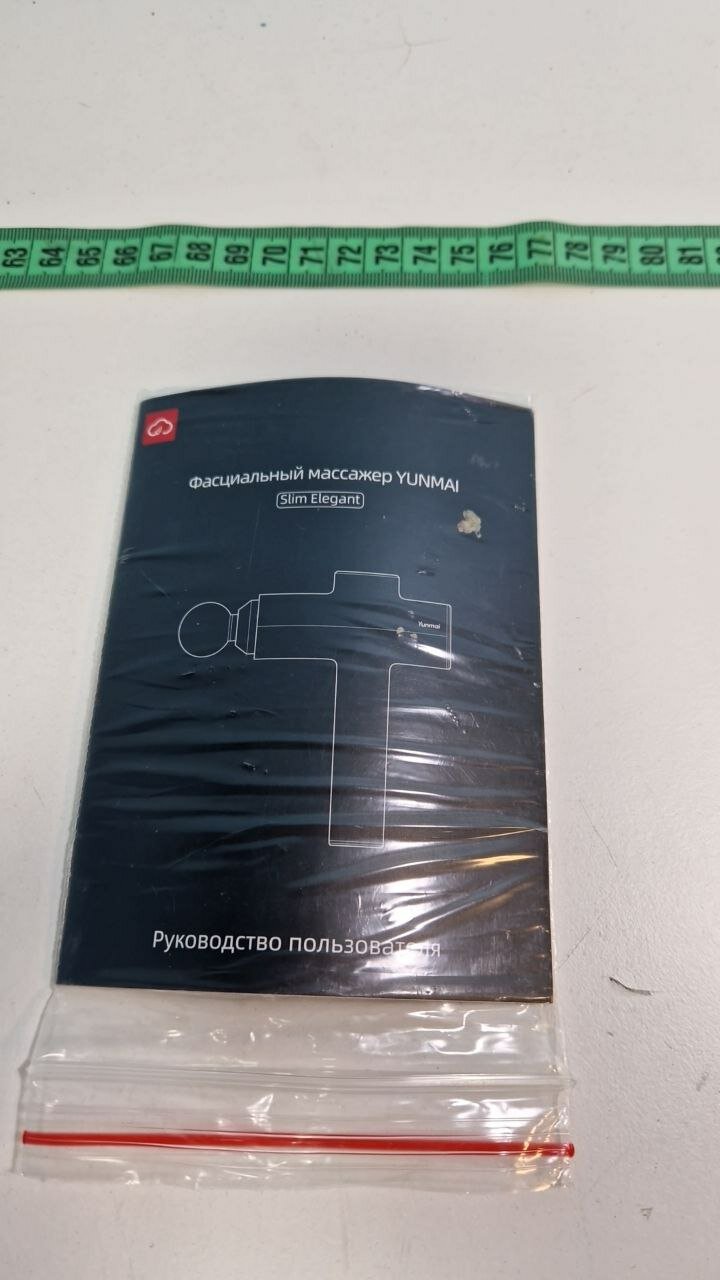 63 64 65 66 67 68 69 70 71 72 73 74 75 76 77 78 79 80 81
Фасциальный массажер YUNMAI
Slim Elegant
Yunmai
Руководство пользователя